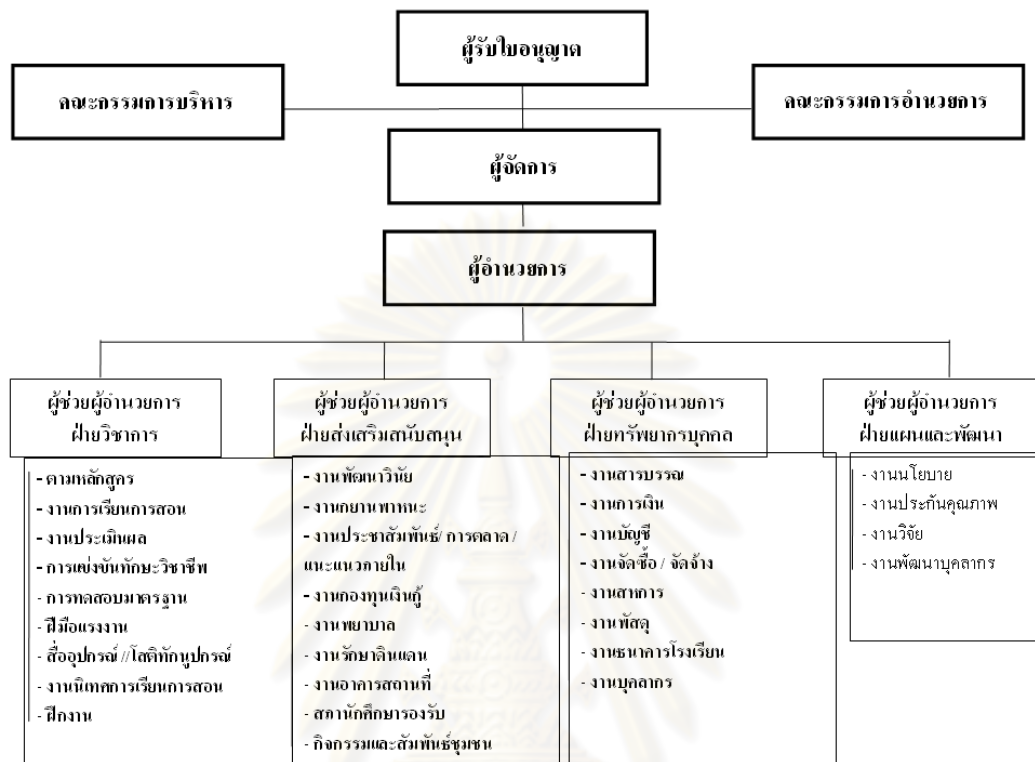 ผู้รับใบอนุญาต
คณะกรรมการบริหาร
คณะกรรมการอำนวยการ
ผู้จัดการ
ผู้อำนวยการ
ผู้ช่วยผู้อำนวยการ
ฝ่ายวิชาการ
- ตามหลักสูตร
- งานการเรียนการสอน
- งานประเมินผล
- การแข่งขันทักษะวิชาชีพ
- การทดสอบมาตรฐาน
- ฝีมือแรงงาน
- สื่ออุปกรณ์ //โสตทัศนูปกรณ์
- งานนิเทศการเรียนการสอน
- ฝึกงาน
ผู้ช่วยผู้อำนวยการ
ฝ่ายส่งเสริมสนับสนุน
- งานพัฒนาวินัย
- งานกยานพาหนะ
- งานประชาสัมพันธ์/ การตลาด /
แนะแนวภายใน
- งานกองทุนเงินกู้
- งานพยาบาล
- งานรักษาดินแดน
- งานอาคารสถานที่
- สภานักศึกษารองรับ
- กิจกรรมและสัมพันธ์ชุมชน
ผู้ช่วยผู้อำนวยการ
ฝ่ายทรัพยากรบุคคล
- งานสารบรรณ
- งานการเงิน
- งานบัญชี
- งานจัดซื้อ / จัดจ้าง
- งานสหการ
- งานพัสดุ
- งานธนาคารโรงเรียน
- งานบุคลากร
ผู้ช่วยผู้อำนวยการ
ฝ่ายแผนและพัฒนา
- งานนโยบาย
- งานประกันคุณภาพ
- งานวิจัย
- งานพัฒนาบุคลากร